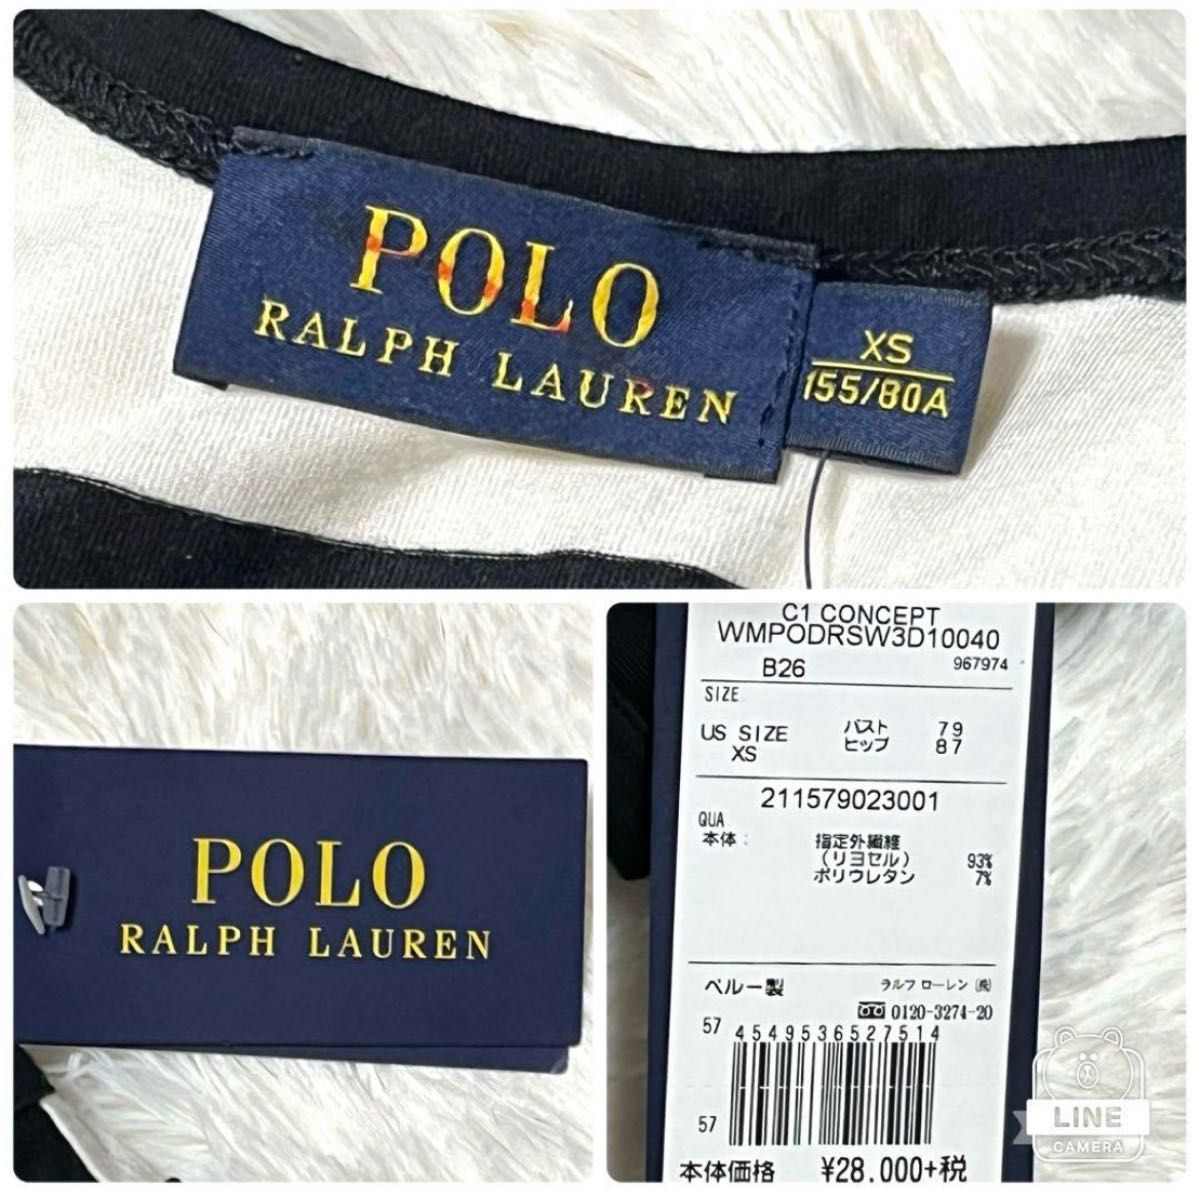 POLO
RALPH LAUREN
XS
155/80A
POLO
RALPH LAUREN
C1 CONCEPT
WMPODRSW3D10040
B26 967974
SIZE
US SIZE バスト 79
XS ヒップ 87
211579023001
QUA
本体: 指定外繊維
(リヨセル) 93%
ポリウレタン 7%
ペルー製 ラルフ ローレン(株)
0120-3274-20
57 4549536527514
57
本体価格 ¥28,000+税
LINE
CAMERA